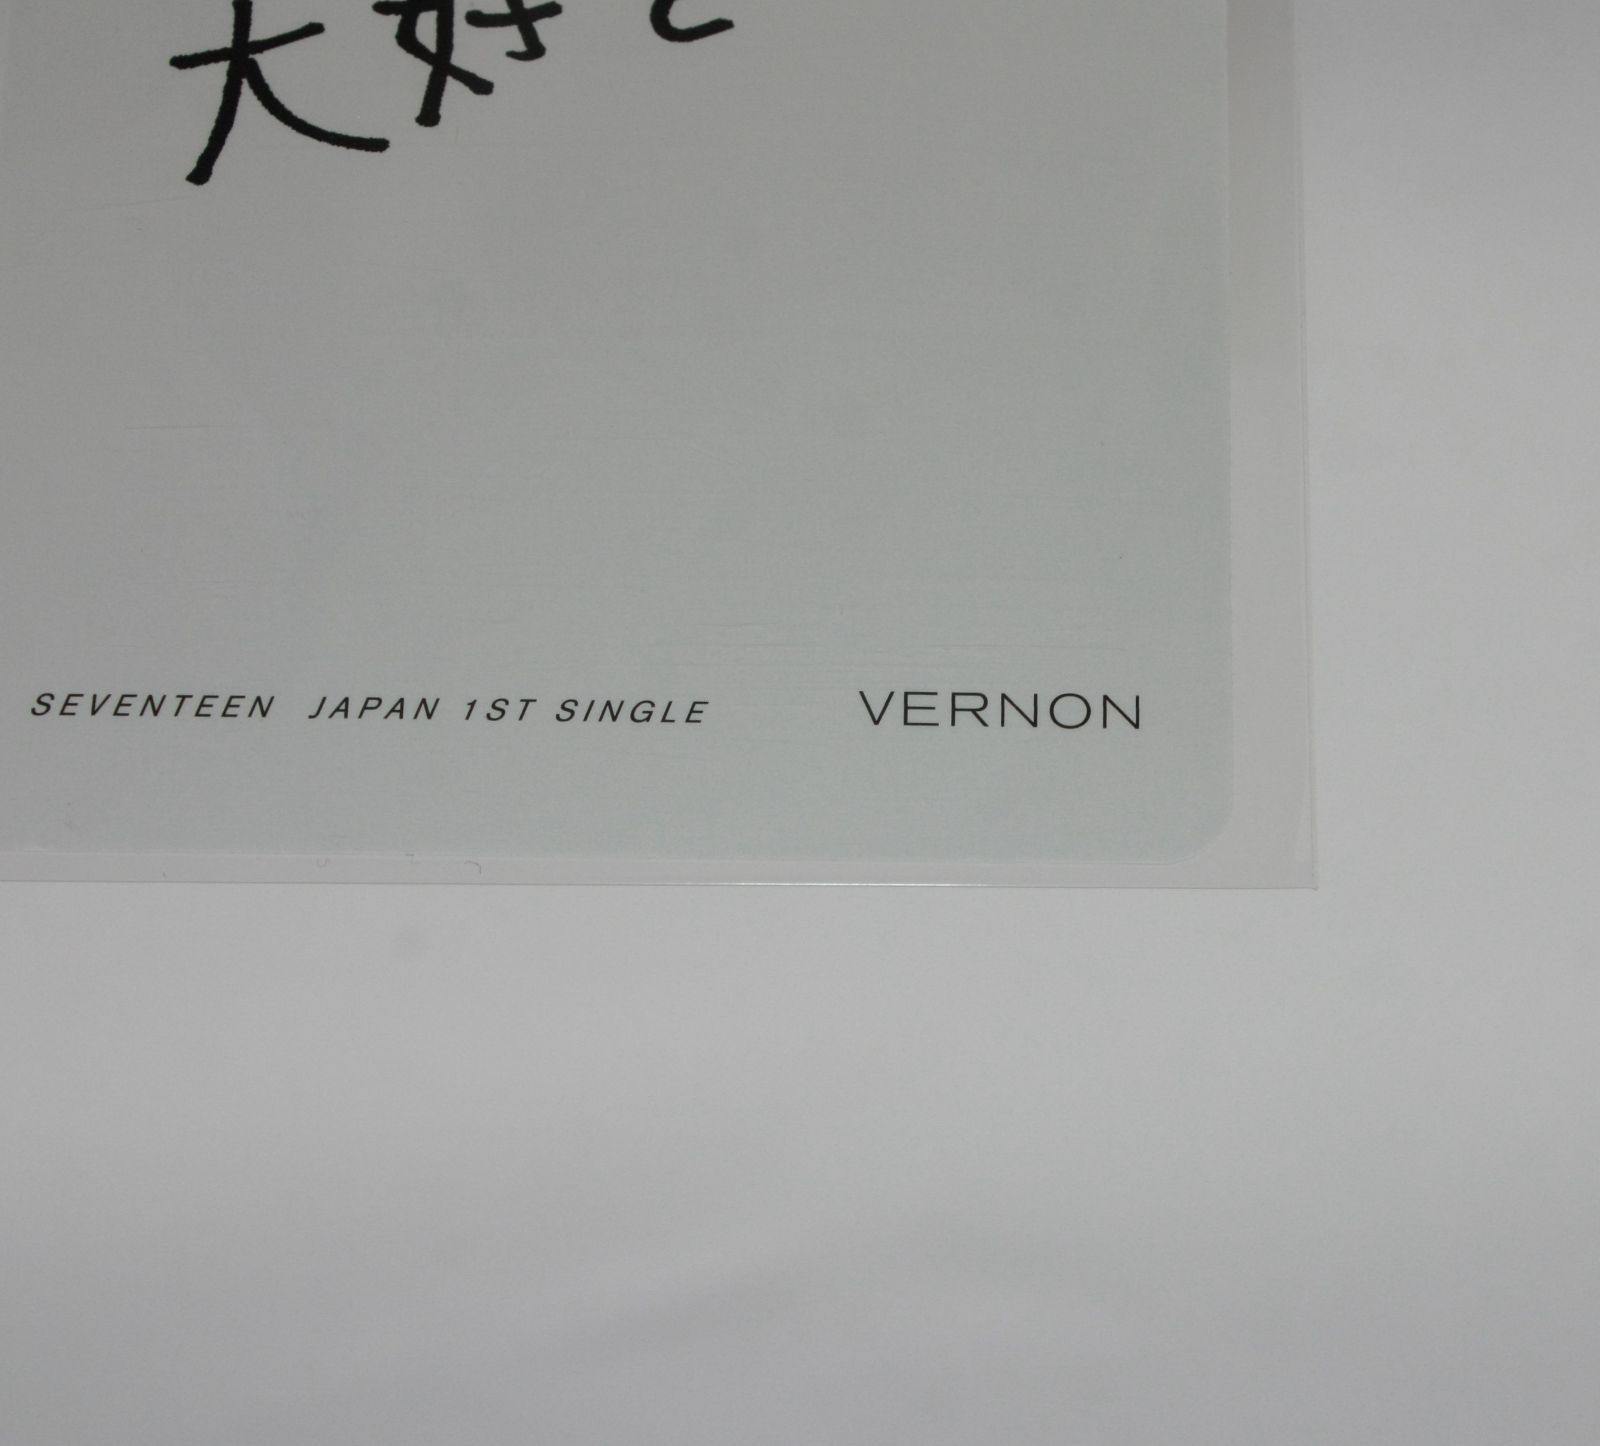 大好き
SEVENTEEN JAPAN 1ST SINGLE VERNON